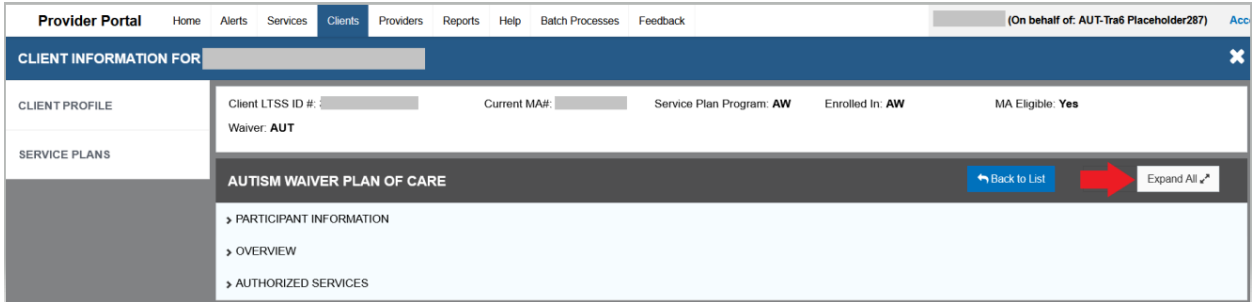 Provider Portal Home Alerts Services Clients Providers Reports Help Batch Processes Feedback (On behalf of: AUT-Tra6 Placeholder287) Acc
CLIENT INFORMATION FOR
CLIENT PROFILE
SERVICE PLANS
Client LTSS ID #: Current MA#: Service Plan Program: AW Enrolled In: AW MA Eligible: Yes
Waiver: AUT
AUTISM WAIVER PLAN OF CARE Back to List Expand All
PARTICIPANT INFORMATION
OVERVIEW
AUTHORIZED SERVICES